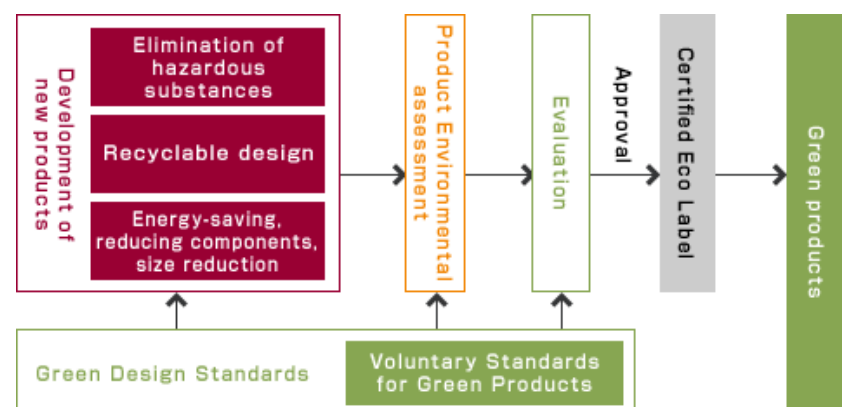 Development of
new products
Elimination of
hazardous
substances
Recyclable design
Energy-saving,
reducing components,
size reduction
Product Environmental
assessment
Evaluation
Approval
Certified Eco Label
Green products
Green Design Standards
Voluntary Standards
for Green Products